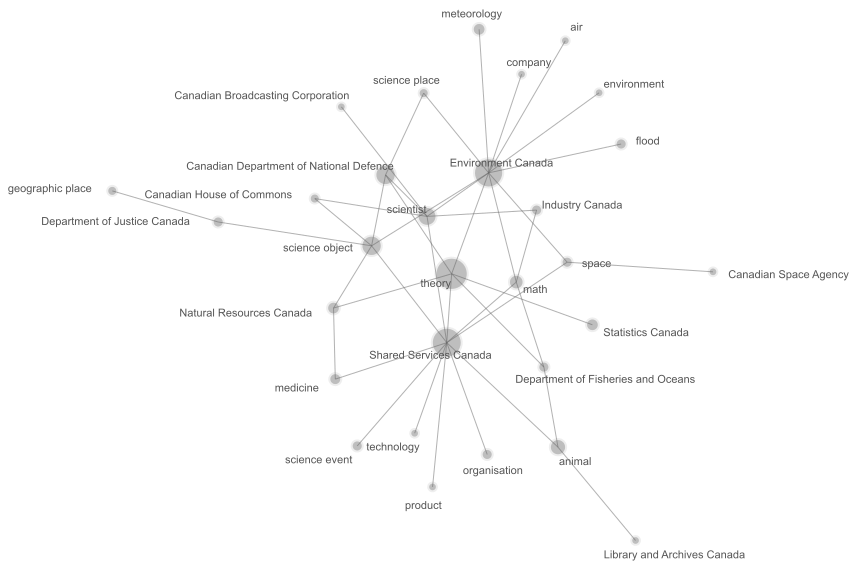 meteorology
air
company
science place
environment
Canadian Broadcasting Corporation
flood
Environment Canada
Canadian Department of National Defence
geographic place
Canadian House of Commons
Industry Canada
scientist
Department of Justice Canada
science object
space
Canadian Space Agency
theory
math
Natural Resources Canada
Statistics Canada
Shared Services Canada
Department of Fisheries and Oceans
medicine
technology
science event
animal
organisation
product
Library and Archives Canada